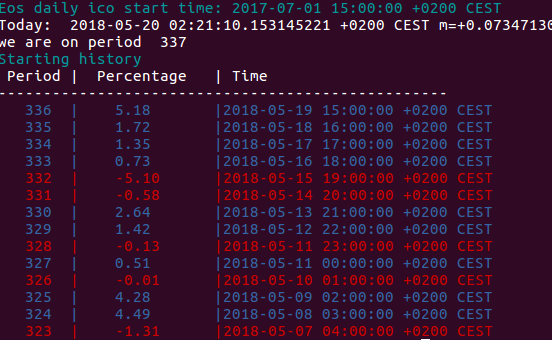 Eos daily ico start time: 2017-07-01 15:00:00 +0200 CEST
Today:  2018-05-20 02:21:10.153145221 +0200 CEST m=+0.07347130
we are on period  337
Starting history
Period |  Percentage  | Time
------------------------------------------------
336  |  5.18  |2018-05-19 15:00:00 +0200 CEST
335  |  1.72  |2018-05-18 16:00:00 +0200 CEST
334  |  1.35  |2018-05-17 17:00:00 +0200 CEST
333  |  0.73  |2018-05-16 18:00:00 +0200 CEST
332  |  -5.10  |2018-05-15 19:00:00 +0200 CEST
331  |  -0.58  |2018-05-14 20:00:00 +0200 CEST
330  |  2.64  |2018-05-13 21:00:00 +0200 CEST
329  |  1.42  |2018-05-12 22:00:00 +0200 CEST
328  |  -0.13  |2018-05-11 23:00:00 +0200 CEST
327  |  0.51  |2018-05-11 00:00:00 +0200 CEST
326  |  -0.01  |2018-05-10 01:00:00 +0200 CEST
325  |  4.28  |2018-05-09 02:00:00 +0200 CEST
324  |  4.49  |2018-05-08 03:00:00 +0200 CEST
323  |  -1.31  |2018-05-07 04:00:00 +0200 CEST